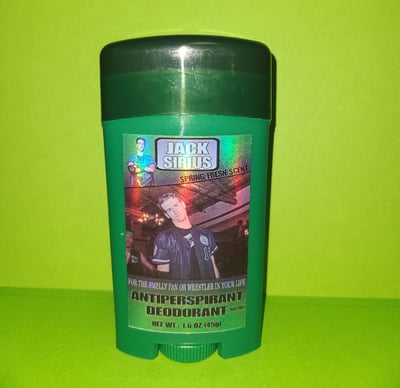 JACK
SIRIUS
SPRING FRESH SCENT
FOR THE SMELLY FAN OR WRESTLER IN YOUR LIFE
ANTIPERSPIRANT
DEODORANT
NET WT. 1.6 OZ (45g)